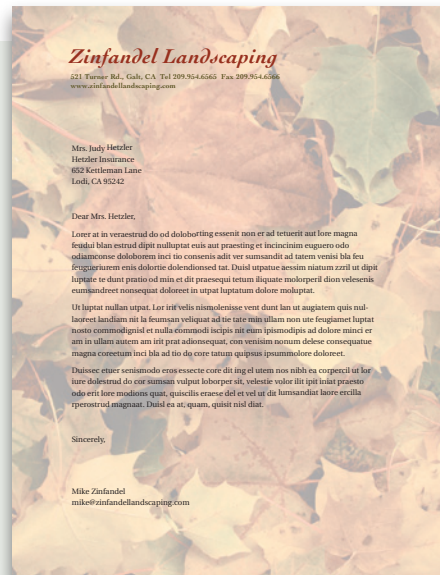 Zinfandel Landscaping
521 Turner Rd., Galt, CA Tel 209.954.6565 Fax 209.954.6566
www.zinfandellandscaping.com
Mrs. Judy Hetzler
Hetzler Insurance
652 Kettleman Lane
Lodi, CA 95242
Dear Mrs. Hetzler,
Lorer at in veraestrud do od doloborting essenit non er ad tetuerit aut lore magna
feudui blan estrud dipit nulluptat euis aut praesting et incincinim euguero odo
odiamconse doloborem inci tio consenis adit ver sumsandit ad tatem venisi bla feu
feugueriurem enis dolortie dolendionsed tat. Duisl utpatue aessim niatum zzril ut dipit
luptate te dunt pratio od min et dit praesequi tetum iliquate molorperil dion velesenis
eumsandreet nonsequat doloreet in utpat luptatum dolore moluptat.
Ut luptat nullan utpat. Lor irit velis nismolenisse vent dunt lan ut augiatem quis nul-
laoreet landiam nit la feumsan veliquat ad tie tate min ullam non ute feugiamet luptat
nosto commodignisl et nulla commodi iscipis nit eum ipismodipis ad dolore minci er
am in ullam autem am irit prat adionsequat, con venisim nonum delese consequatue
magna coreetum inci bla ad tio do core tatum quipsus ipsummolore doloreet.
Duissec etuer senismodo eros essecte core dit ing el utem nos nibh ea corpercil ut lor
iure dolestrud do cor sumsan vulput loborper sit, velestie volor ilit ipit iniat praesto
odo erit lore modions quat, quiscilis eraese del et vel ut dit lumsandiat laore ercilla
rperostrud magnaat. Duisl ea at, quam, quisit nisl diat.
Sincerely,
Mike Zinfandel
mike@zinfandellandscaping.com